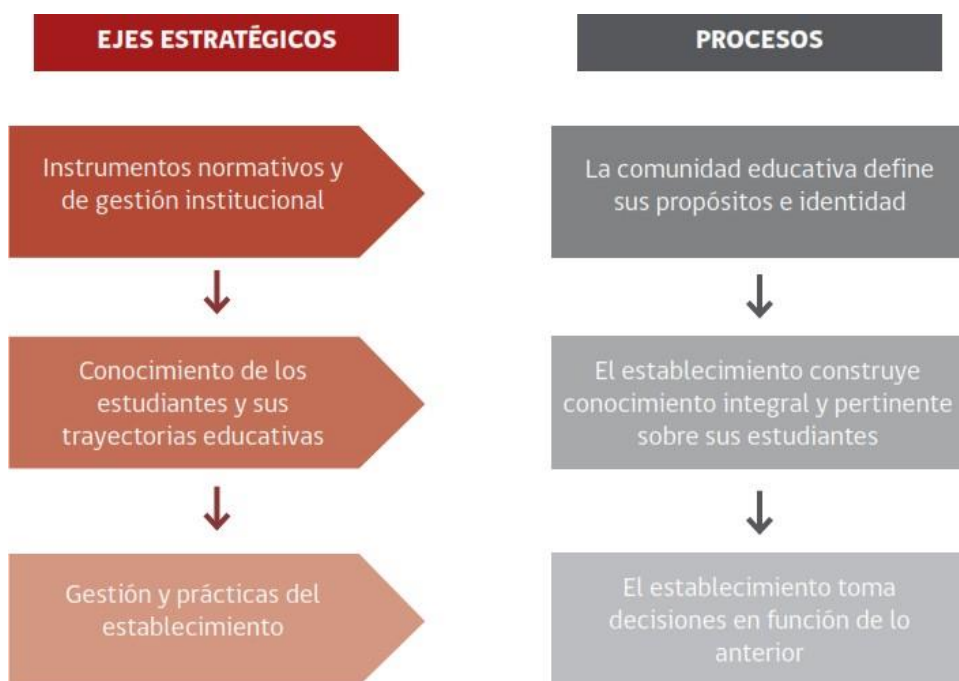 EJES ESTRATÉGICOS
PROCESOS
Instrumentos normativos y
de gestión institucional
La comunidad educativa define
sus propósitos e identidad
Conocimiento de los
estudiantes y sus
trayectorias educativas
El establecimiento construye
conocimiento integral y pertinente
sobre sus estudiantes
Gestión y prácticas del
establecimiento
El establecimiento toma
decisiones en función de lo
anterior